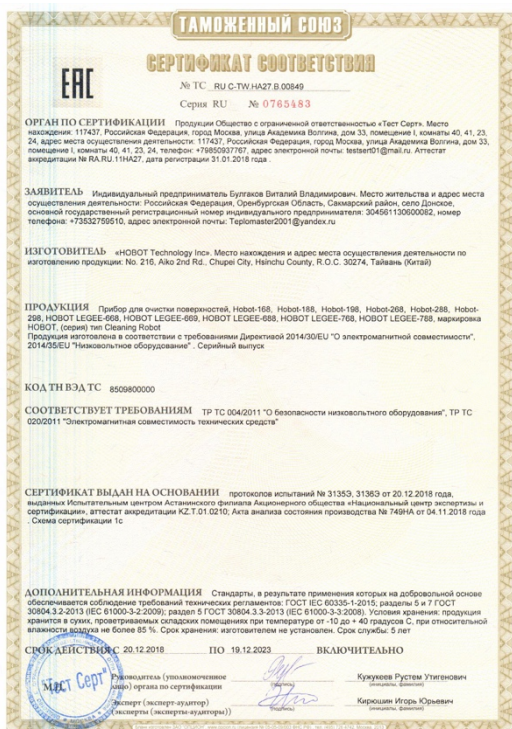 ТАМОЖЕННЫЙ СОЮЗ
СЕРТИФИКАТ СООТВЕТСТВИЯ
ЕАС
№ ТС RU C-TW.HA27.B.00849
Серия RU № 0765483
ОРГАН ПО СЕРТИФИКАЦИИ Продукции Общество с ограниченной ответственностью «Тест Серт». Место
нахождения: 117437, Российская Федерация, город Москва, улица Академика Волгина, дом 33, помещение I, комнаты 40, 41, 23,
24, адрес места осуществления деятельности: 117437, Российская Федерация, город Москва, улица Академика Волгина, дом 33,
помещение I, комнаты 40, 41, 23, 24, телефон: +79850937767, адрес электронной почты: testsert01@mail.ru. Аттестат
аккредитации № RA.RU.11HA27, дата регистрации 31.01.2018 года .
ЗАЯВИТЕЛЬ Индивидуальный предприниматель Булгаков Виталий Владимирович. Место жительства и адрес места
осуществления деятельности: Российская Федерация, Оренбургская Область, Сакмарский район, село Донское,
основной государственный регистрационный номер индивидуального предпринимателя: 304561130600082, номер
телефона: +73532759510, адрес электронной почты: Teplomaster2001@yandex.ru
ИЗГОТОВИТЕЛЬ «HOBOT Technology Inc». Место нахождения и адрес места осуществления деятельности по
изготовлению продукции: No. 216, Aiko 2nd Rd., Chupei City, Hsinchu County, R.O.C. 30274, Тайвань (Китай)
ПРОДУКЦИЯ Прибор для очистки поверхностей, Hobot-168, Hobot-188, Hobot-198, Hobot-268, Hobot-288, Hobot-
298, HOBOT LEGEE-668, HOBOT LEGEE-669, HOBOT LEGEE-688, HOBOT LEGEE-768, HOBOT LEGEE-788, маркировка
HOBOT, (серия) тип Cleaning Robot
Продукция изготовлена в соответствии с требованиями Директивой 2014/30/EU "О электромагнитной совместимости",
2014/35/EU "Низковольтное оборудование" . Серийный выпуск
КОД ТН ВЭД ТС 8509800000
СООТВЕТСТВУЕТ ТРЕБОВАНИЯМ ТР ТС 004/2011 "О безопасности низковольтного оборудования", ТР ТС
020/2011 "Электромагнитная совместимость технических средств"
СЕРТИФИКАТ ВЫДАН НА ОСНОВАНИИ протоколов испытаний № 3135Э, 3136Э от 20.12.2018 года,
выданных Испытательным центром Астанинского филиала Акционерного общества «Национальный центр экспертизы и
сертификации», аттестат аккредитации KZ.T.01.0210; Акта анализа состояния производства № 749НА от 04.11.2018 года
. Схема сертификации 1с
ДОПОЛНИТЕЛЬНАЯ ИНФОРМАЦИЯ Стандарты, в результате применения которых на добровольной основе
обеспечивается соблюдение требований технических регламентов: ГОСТ IEC 60335-1-2015; разделы 5 и 7 ГОСТ
30804.3.2-2013 (IEC 61000-3-2:2009); раздел 5 ГОСТ 30804.3.3-2013 (IEC 61000-3-3:2008). Условия хранения: продукция
хранится в сухих, проветриваемых складских помещениях при температуре от -10 до + 40 градусов С, при относительной
влажности воздуха не более 85 %. Срок хранения: изготовителем не установлен. Срок службы: 5 лет
СРОК ДЕЙСТВИЯ С 20.12.2018 ПО 19.12.2023 ВКЛЮЧИТЕЛЬНО
"Тест Серт"
М.П.
Руководитель (уполномоченное
лицо) органа по сертификации
(подпись)
Кужукеев Рустем Утигенович
(инициалы, фамилия)
Эксперт (эксперт-аудитор)
(эксперты (эксперты-аудиторы))
(подпись)
Кирюшин Игорь Юрьевич
(инициалы, фамилия)